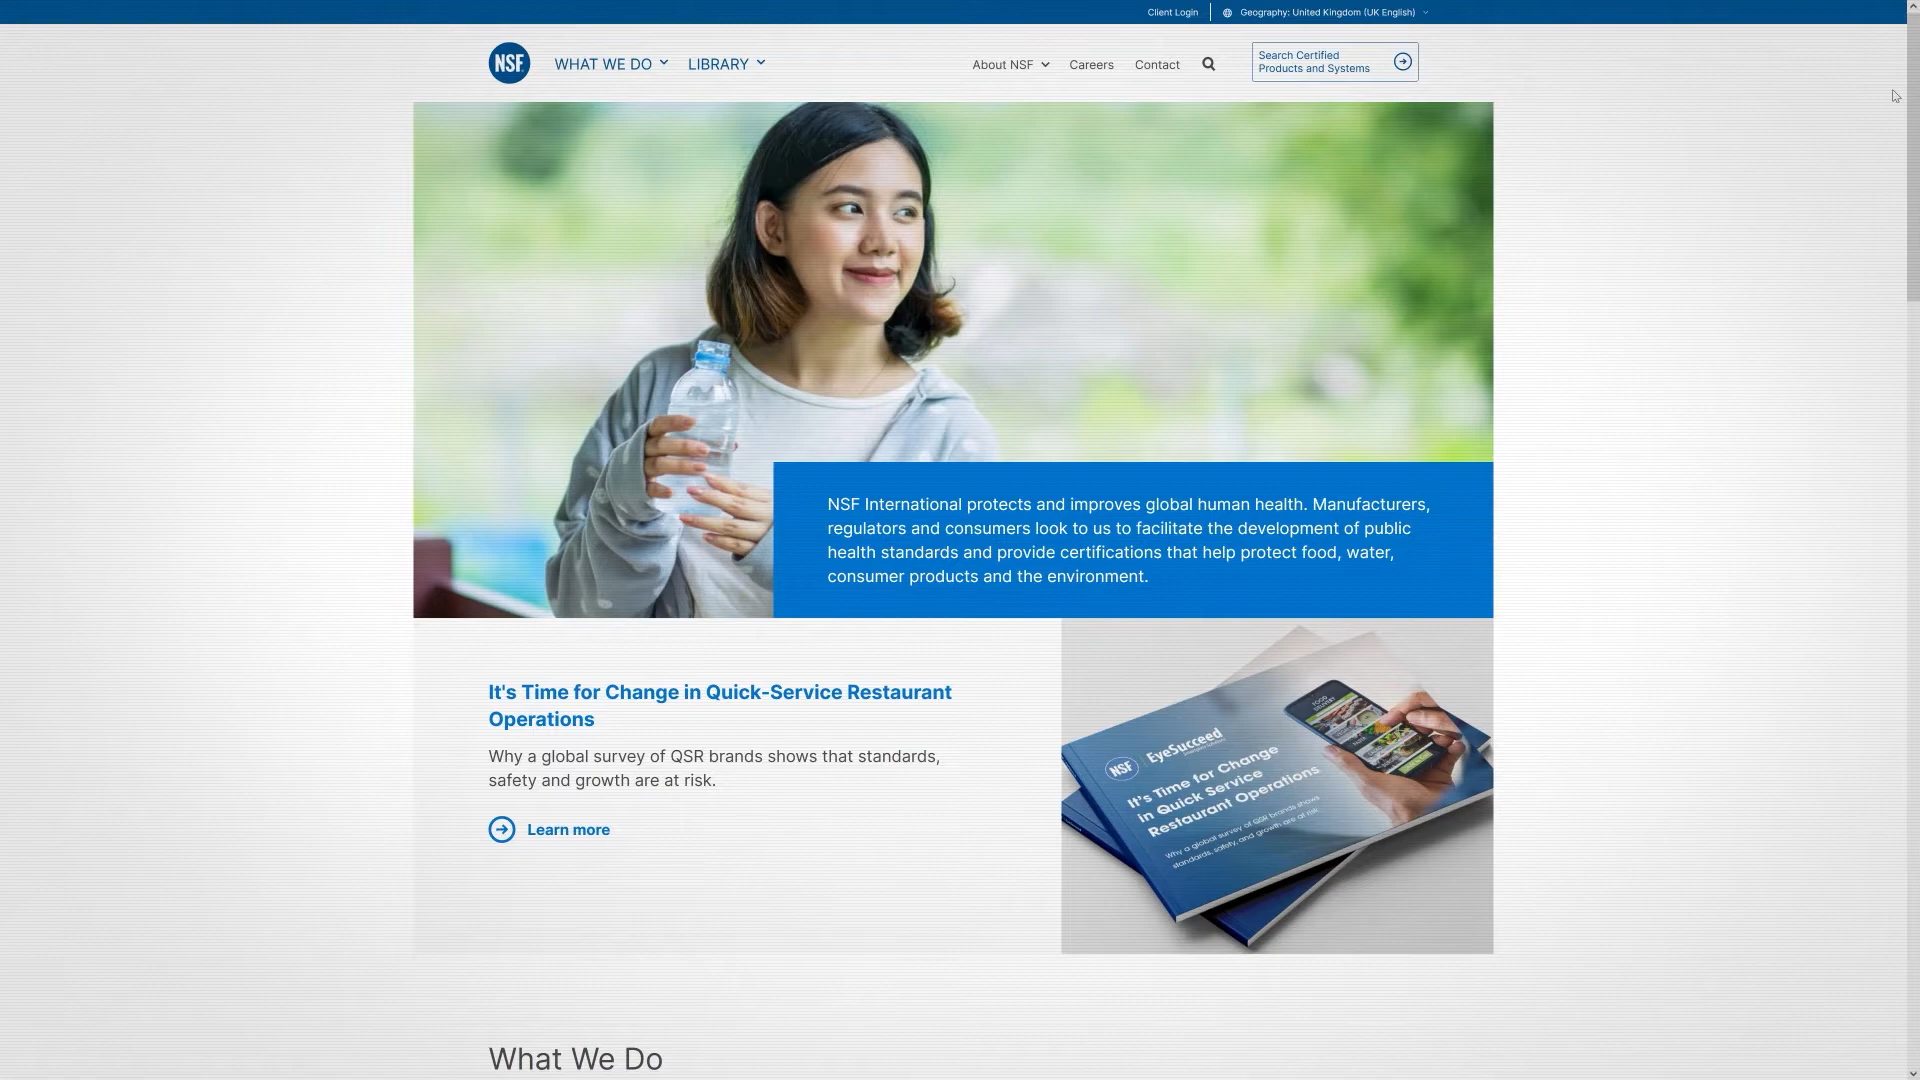 Client Login
Geography: United Kingdom (UK English)
NSF
WHAT WE DO
LIBRARY
About NSF
Careers
Contact
Search Certified
Products and Systems
NSF International protects and improves global human health. Manufacturers,
regulators and consumers look to us to facilitate the development of public
health standards and provide certifications that help protect food, water,
consumer products and the environment.
It's Time for Change in Quick-Service Restaurant
Operations
Why a global survey of QSR brands shows that standards,
safety and growth are at risk.
Learn more
NSF
EyeSucceed
It's Time for Change
in Quick Service
Restaurant Operations
Why a global survey of QSR brands shows
standards, safety, and growth are at risk
FOOD
DELIVERY
What We Do